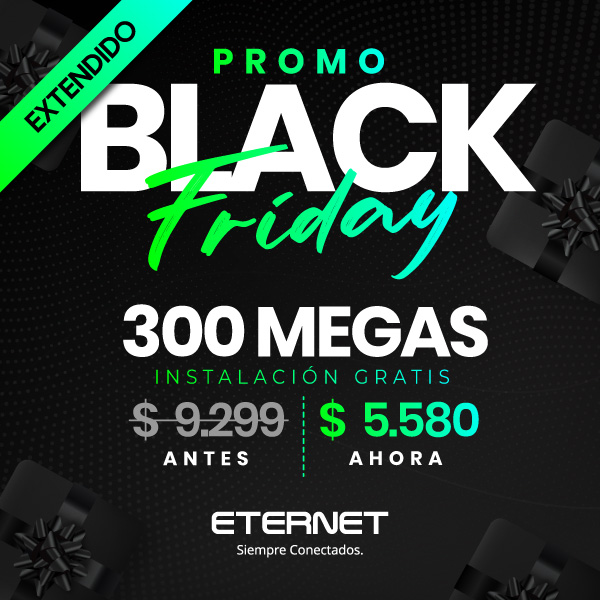 EXTENDIDO
PROMO
BLACK
Friday
300 MEGAS
INSTALACIÓN GRATIS
$ 9.299 $ 5.580
ANTES AHORA
ETERNET
Siempre Conectados.